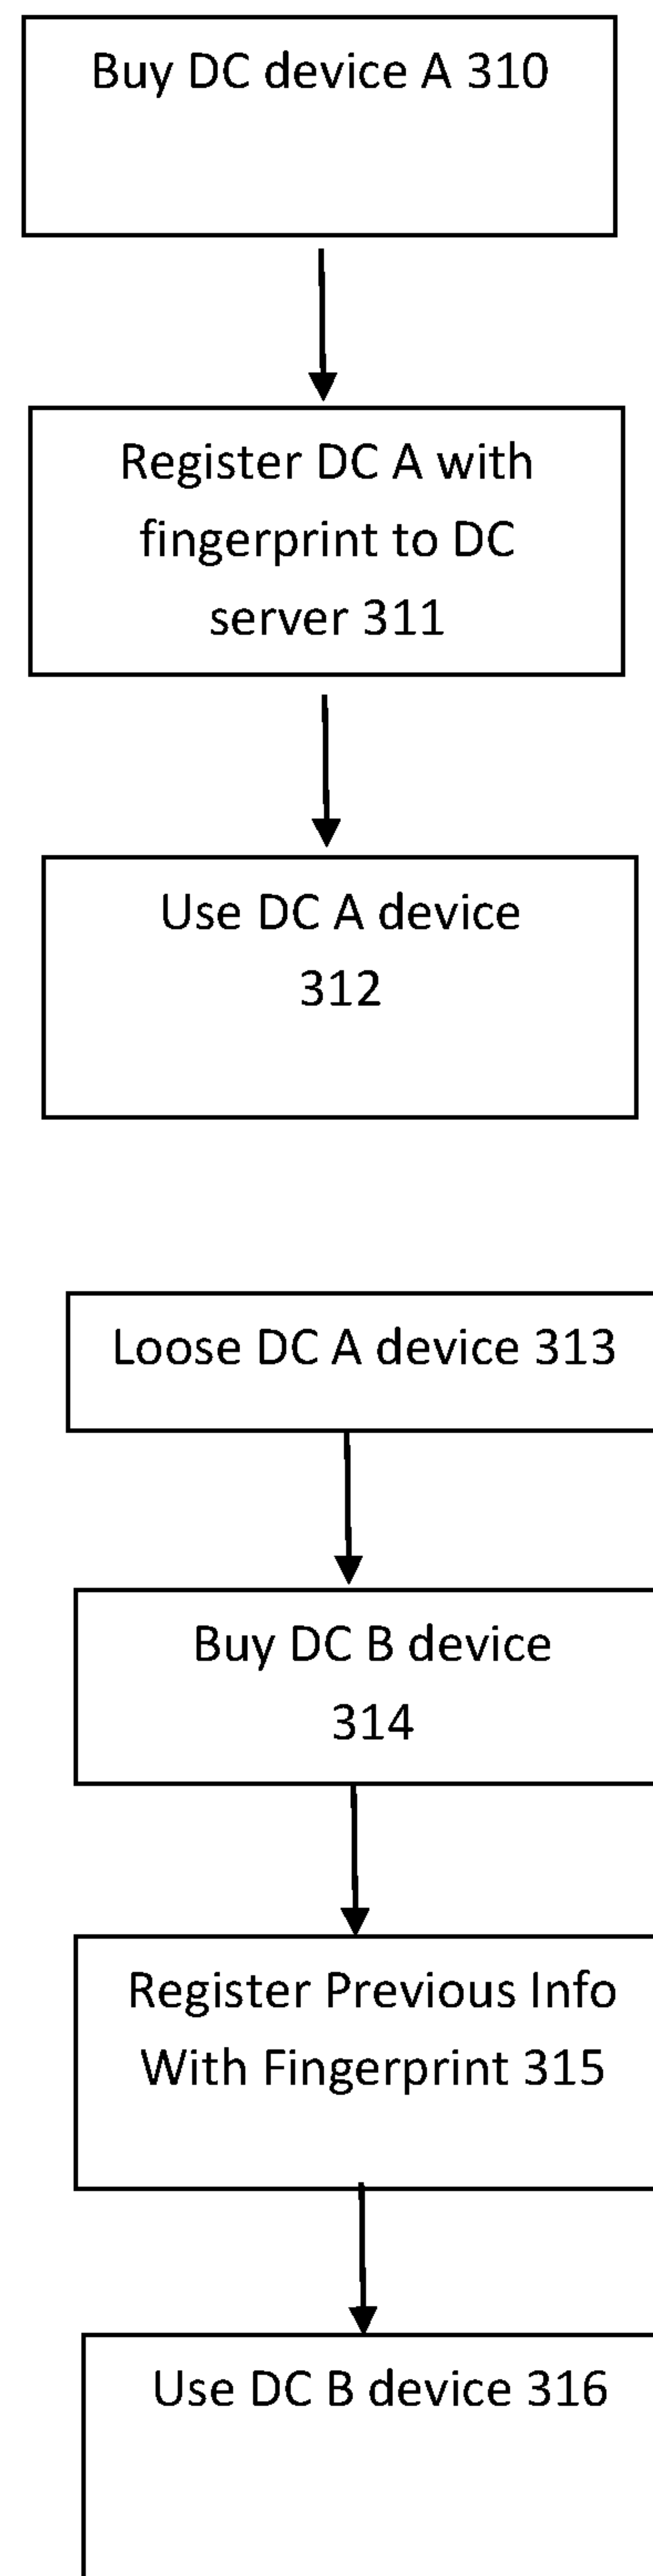 Buy DC device A 310
Register DC A with
fingerprint to DC
server 311
Use DC A device
312
Loose DC A device 313
Buy DC B device
314
Register Previous Info
With Fingerprint 315
Use DC B device 316